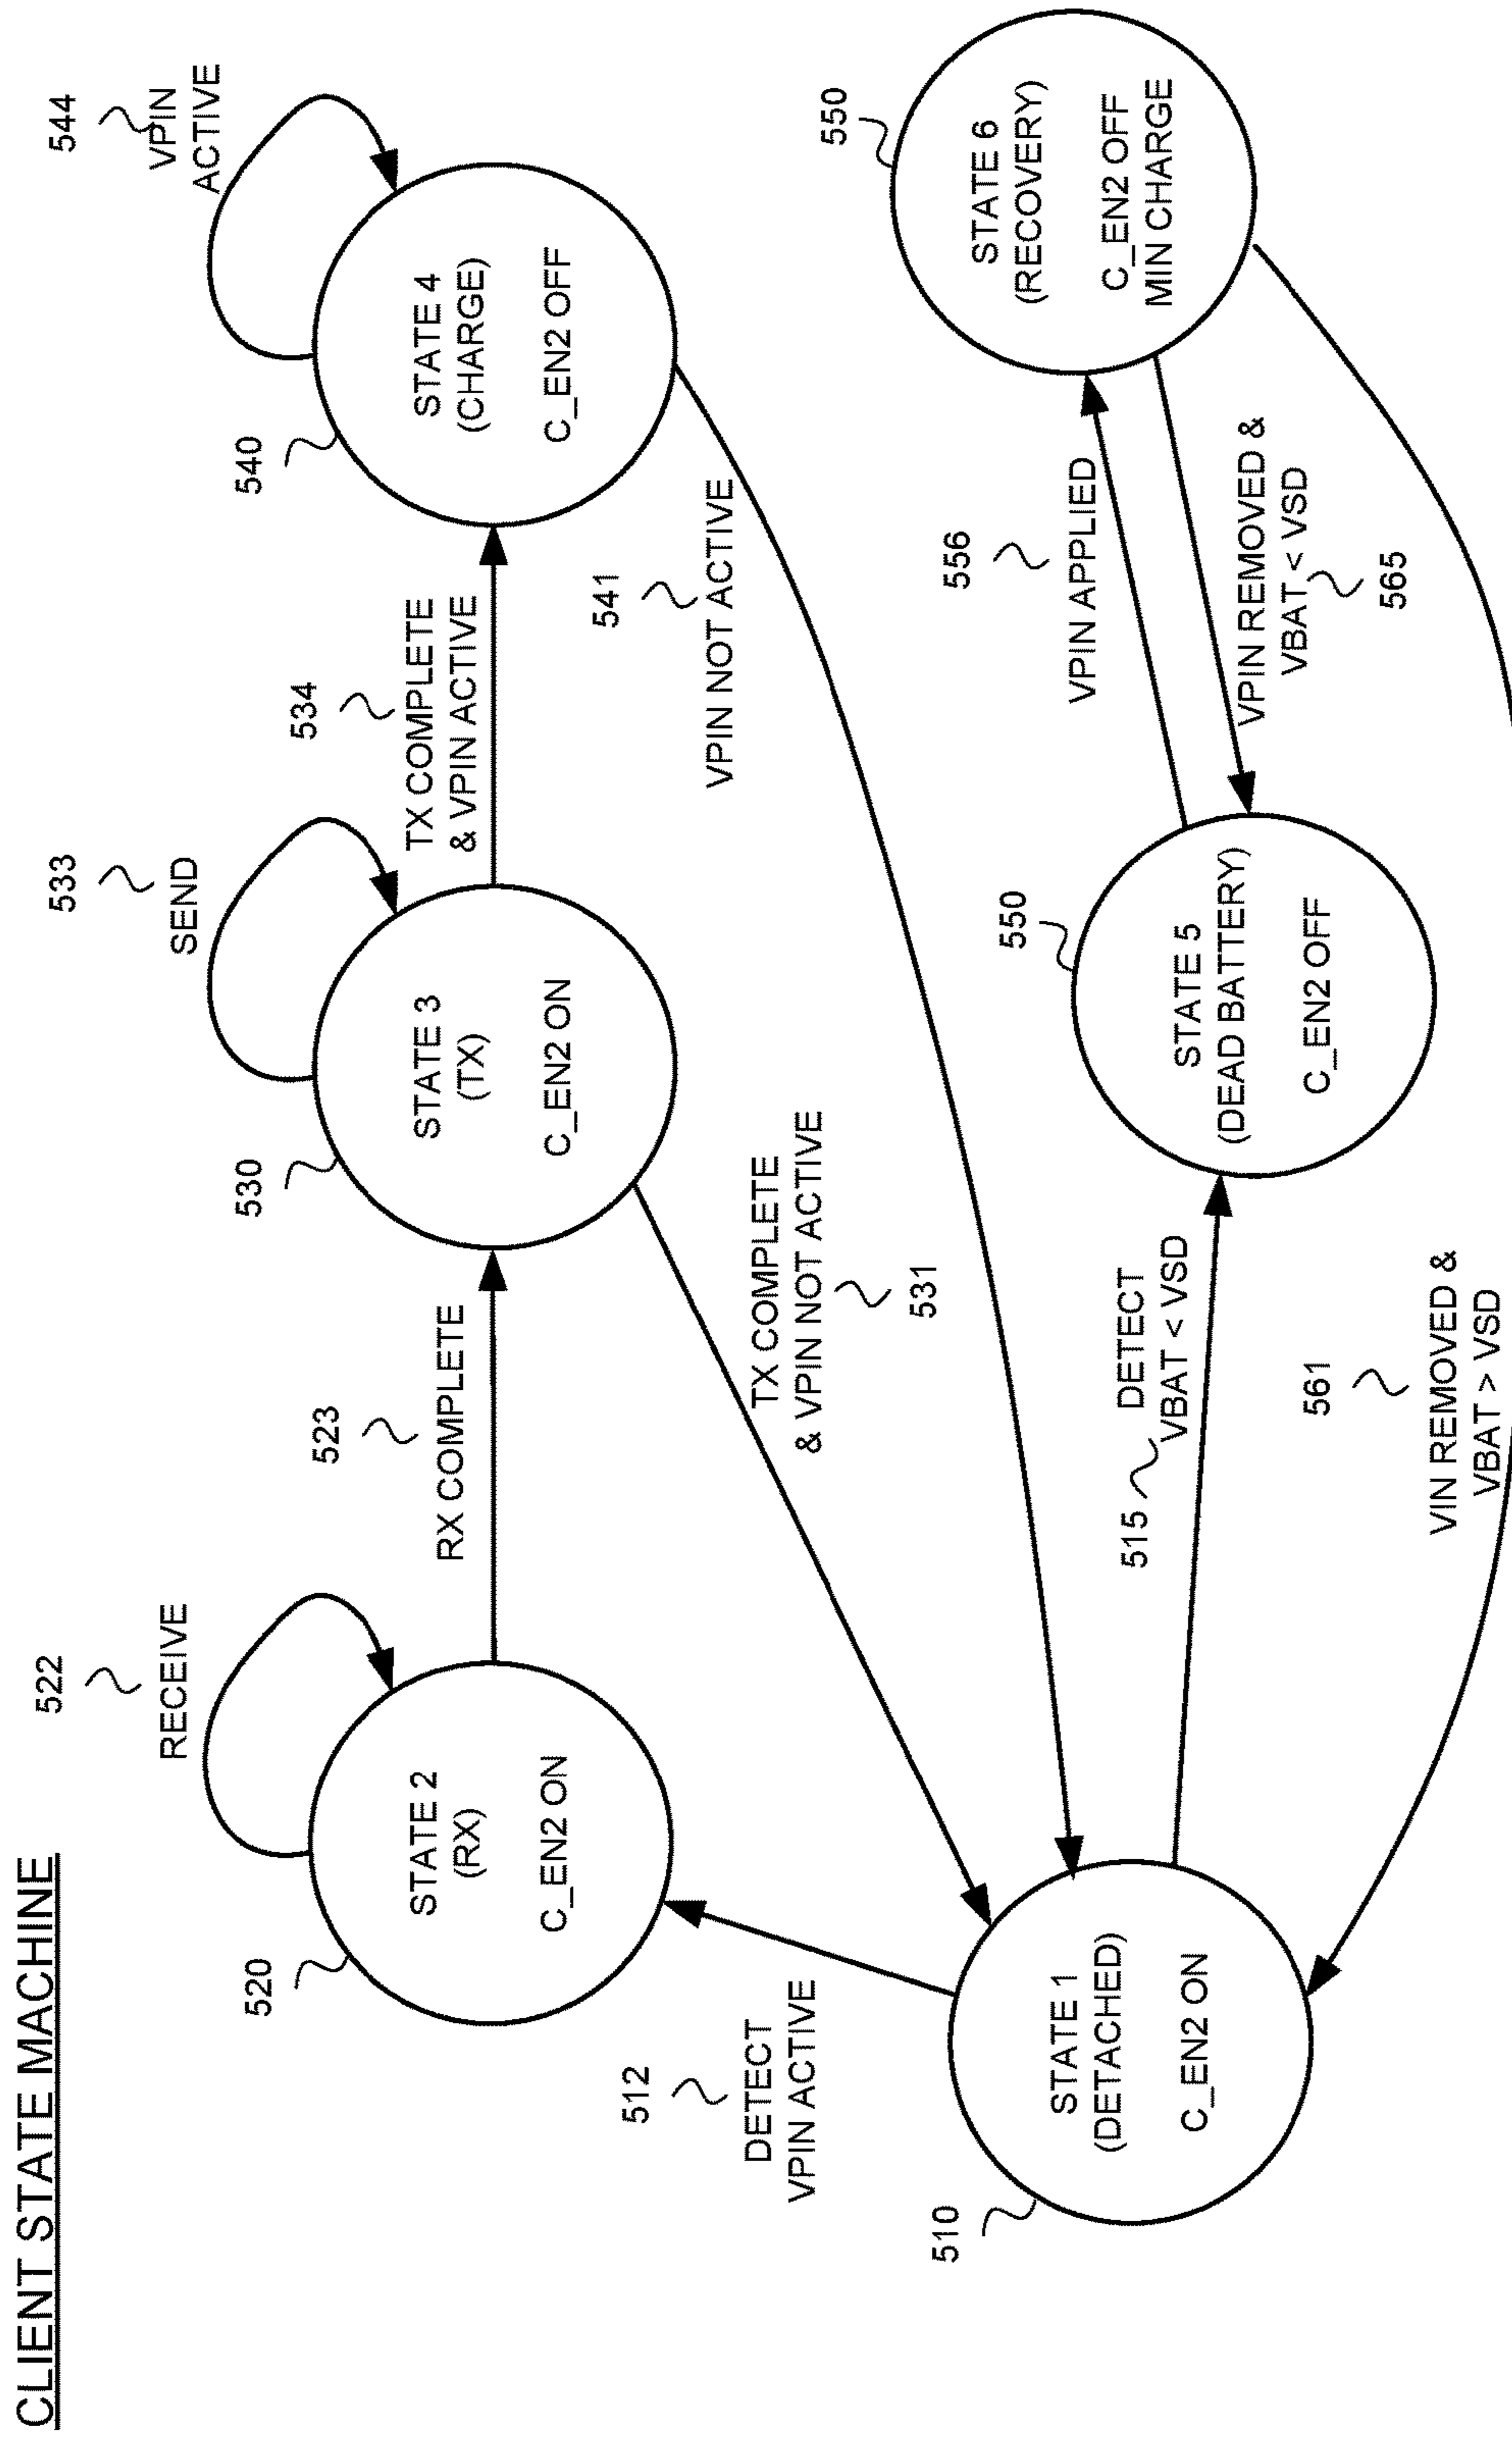 CLIENT STATE MACHINE
522
RECEIVE
533
SEND
544
VPIN
ACTIVE
520
STATE 2
(RX)
C_EN2 ON
523
RX COMPLETE
530
STATE 3
(TX)
C_EN2 ON
534
TX COMPLETE
& VPIN ACTIVE
540
STATE 4
(CHARGE)
C_EN2 OFF
512
DETECT
VPIN ACTIVE
TX COMPLETE
& VPIN NOT ACTIVE
531
541
VPIN NOT ACTIVE
510
STATE 1
(DETACHED)
C_EN2 ON
515
DETECT
VBAT < VSD
550
STATE 5
(DEAD BATTERY)
C_EN2 OFF
556
VPIN APPLIED
VPIN REMOVED &
VBAT < VSD
565
550
STATE 6
(RECOVERY)
C_EN2 OFF
MIN CHARGE
561
VIN REMOVED &
VBAT > VSD